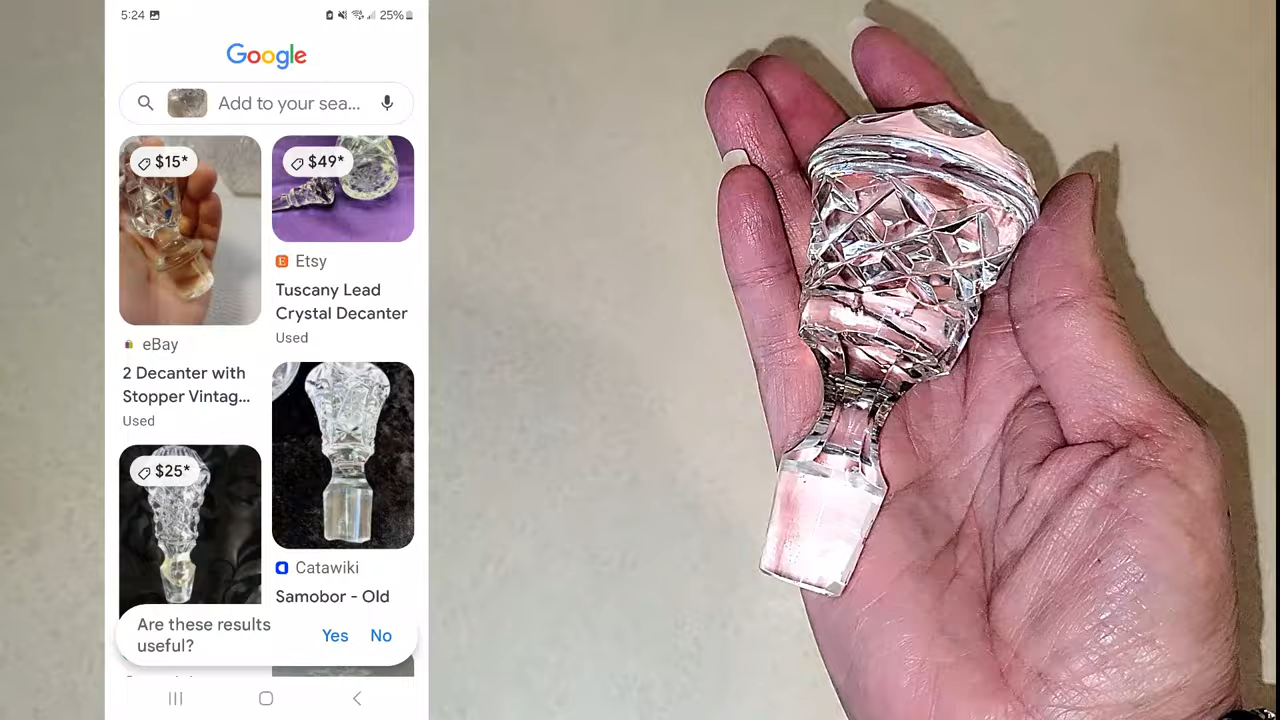 5:24
25%
Google
Add to your sea...
$15*
eBay
2 Decanter with
Stopper Vintag...
Used
$49*
Etsy
Tuscany Lead
Crystal Decanter
Used
$25*
Catawiki
Samobor - Old
Are these results
useful?
Yes
No